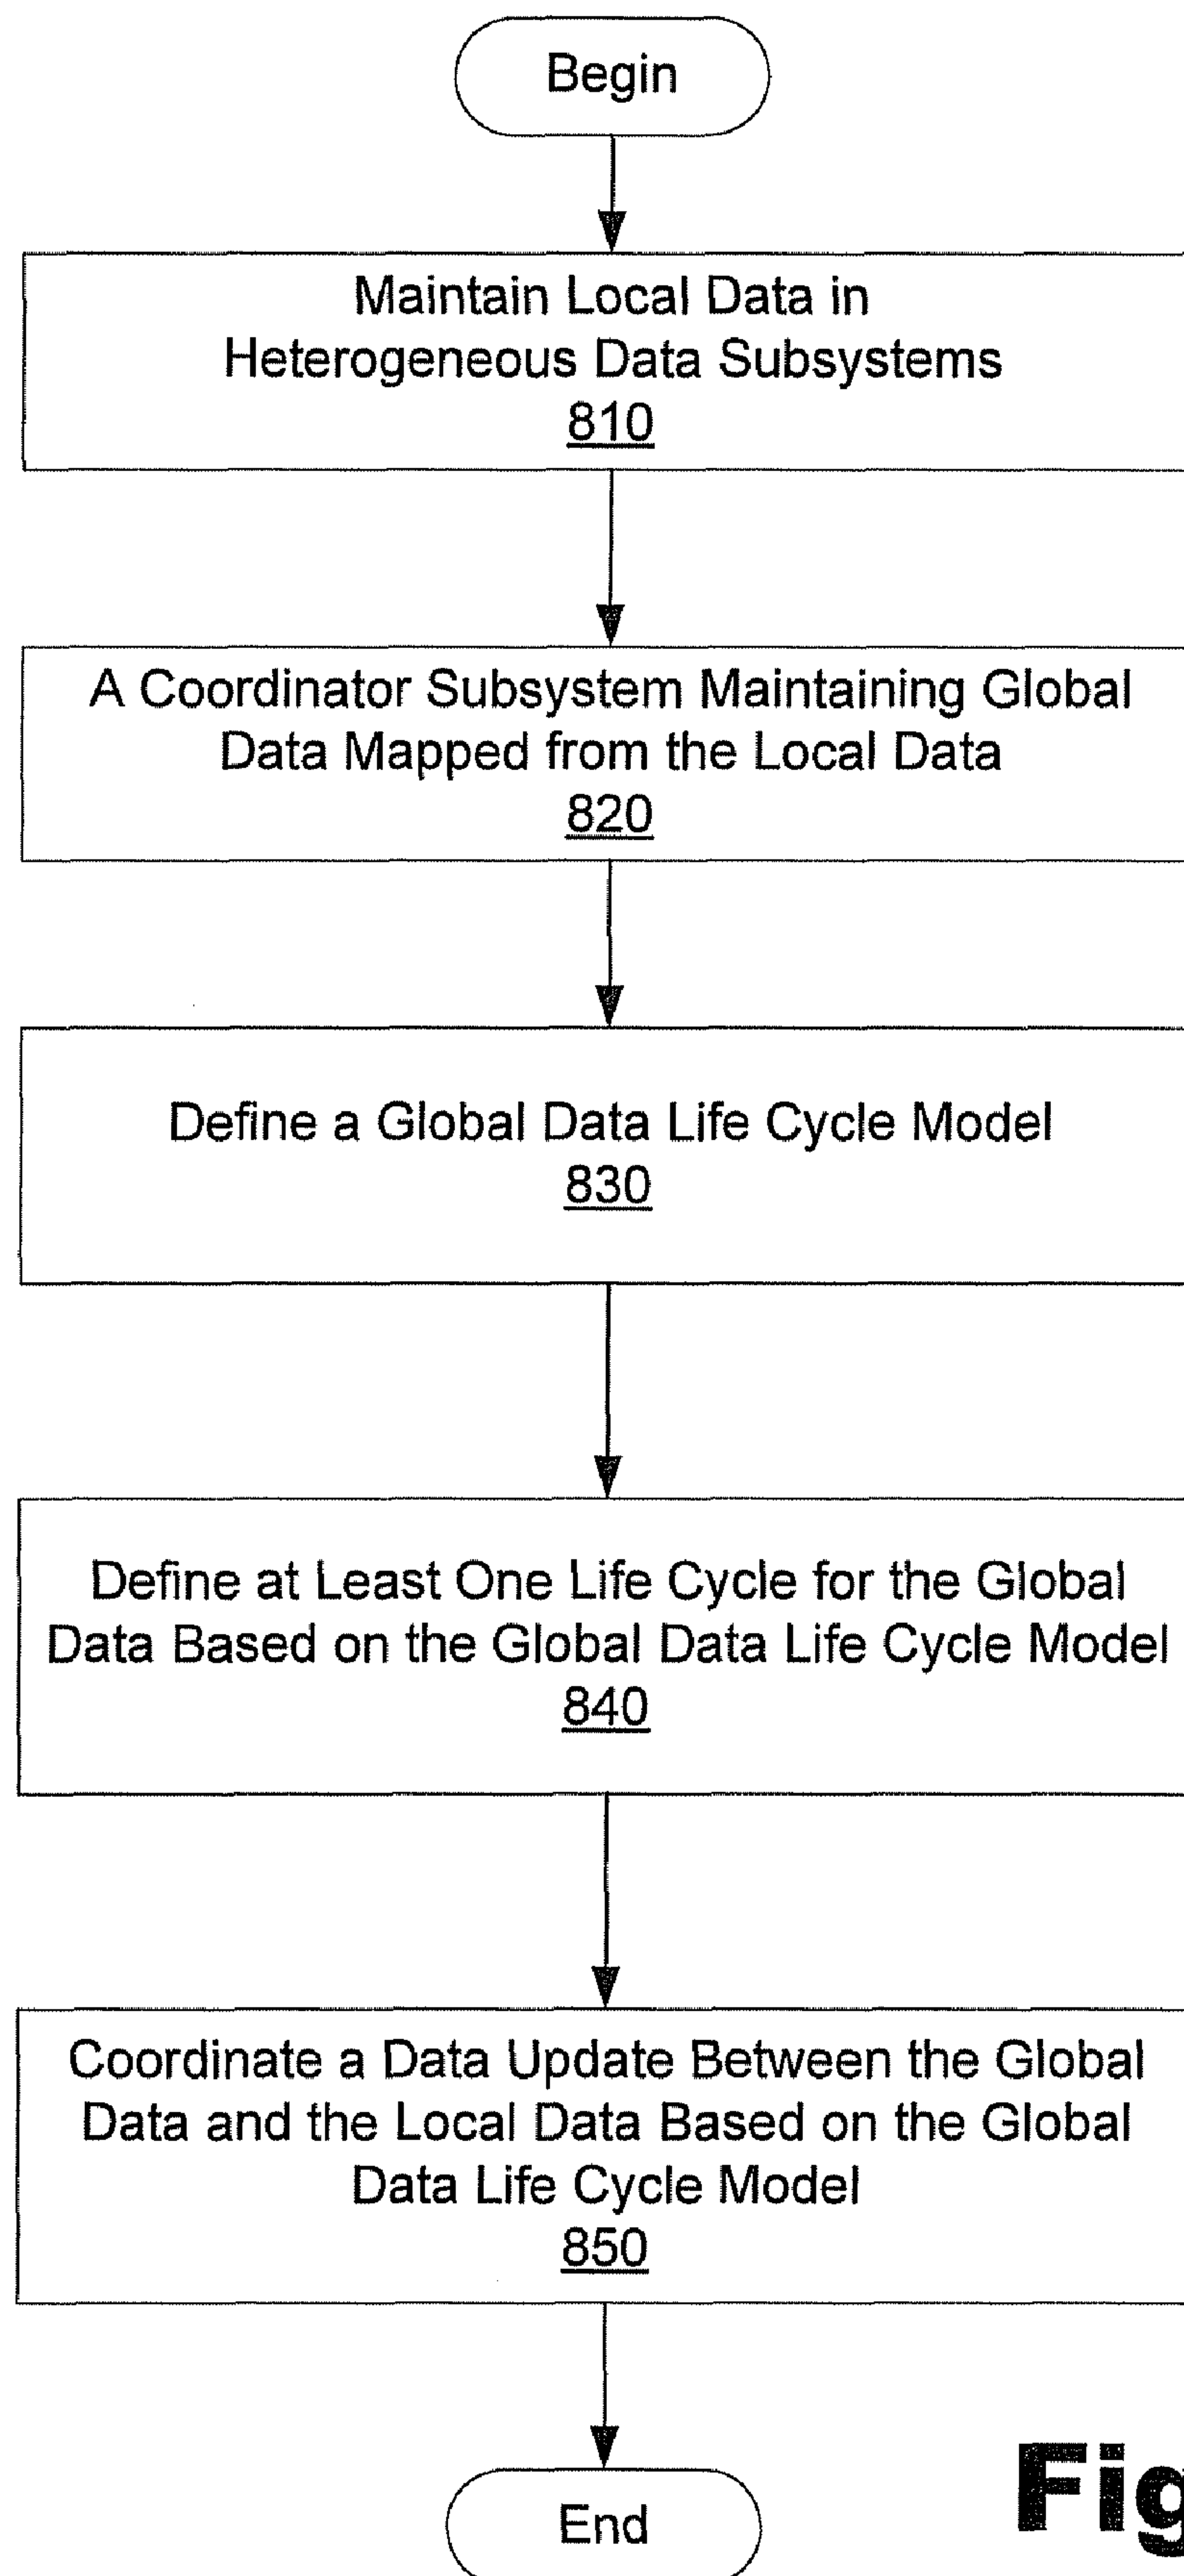 Begin
Maintain Local Data in
Heterogeneous Data Subsystems
810
A Coordinator Subsystem Maintaining Global
Data Mapped from the Local Data
820
Define a Global Data Life Cycle Model
830
Define at Least One Life Cycle for the Global
Data Based on the Global Data Life Cycle Model
840
Coordinate a Data Update Between the Global
Data and the Local Data Based on the Global
Data Life Cycle Model
850
Fig
End